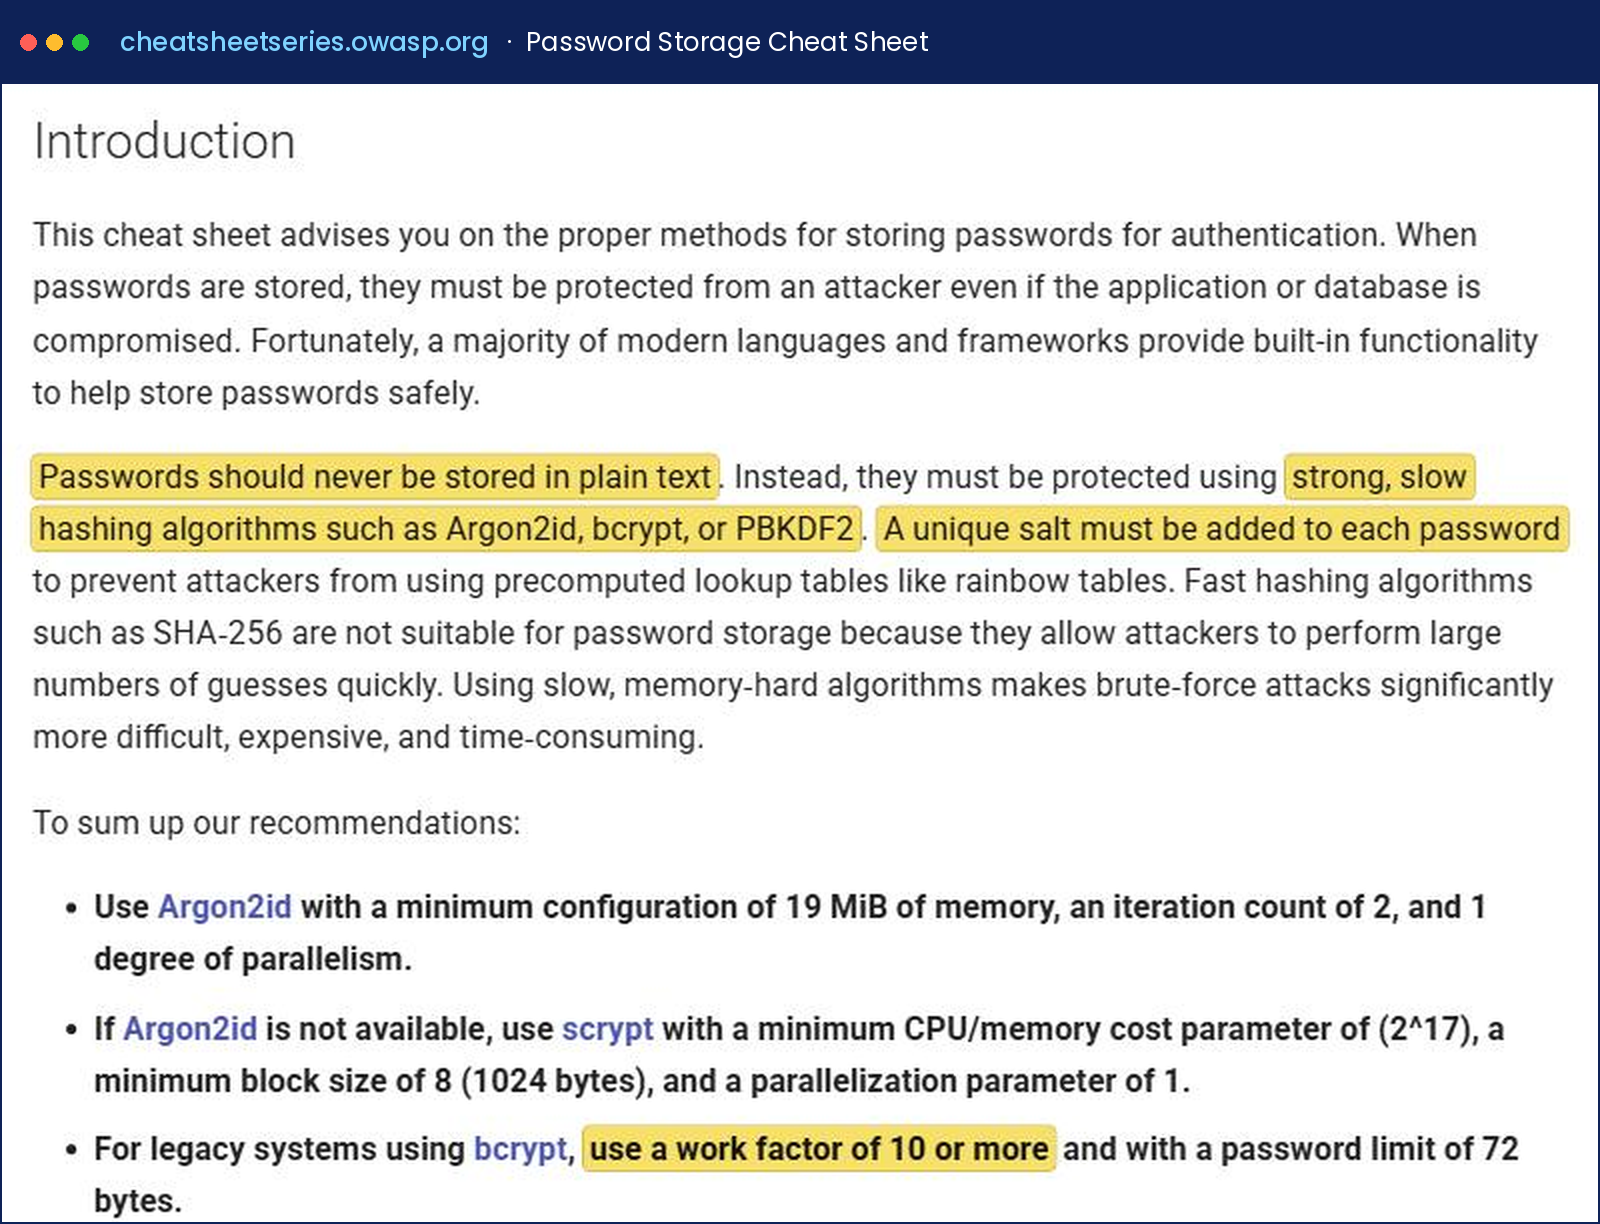 cheatsheetseries.owasp.org · Password Storage Cheat Sheet
Introduction
This cheat sheet advises you on the proper methods for storing passwords for authentication. When
passwords are stored, they must be protected from an attacker even if the application or database is
compromised. Fortunately, a majority of modern languages and frameworks provide built-in functionality
to help store passwords safely.
Passwords should never be stored in plain text. Instead, they must be protected using strong, slow
hashing algorithms such as Argon2id, bcrypt, or PBKDF2. A unique salt must be added to each password
to prevent attackers from using precomputed lookup tables like rainbow tables. Fast hashing algorithms
such as SHA-256 are not suitable for password storage because they allow attackers to perform large
numbers of guesses quickly. Using slow, memory-hard algorithms makes brute-force attacks significantly
more difficult, expensive, and time-consuming.
To sum up our recommendations:
• Use Argon2id with a minimum configuration of 19 MiB of memory, an iteration count of 2, and 1
degree of parallelism.
• If Argon2id is not available, use scrypt with a minimum CPU/memory cost parameter of (2^17), a
minimum block size of 8 (1024 bytes), and a parallelization parameter of 1.
• For legacy systems using bcrypt, use a work factor of 10 or more and with a password limit of 72
bytes.